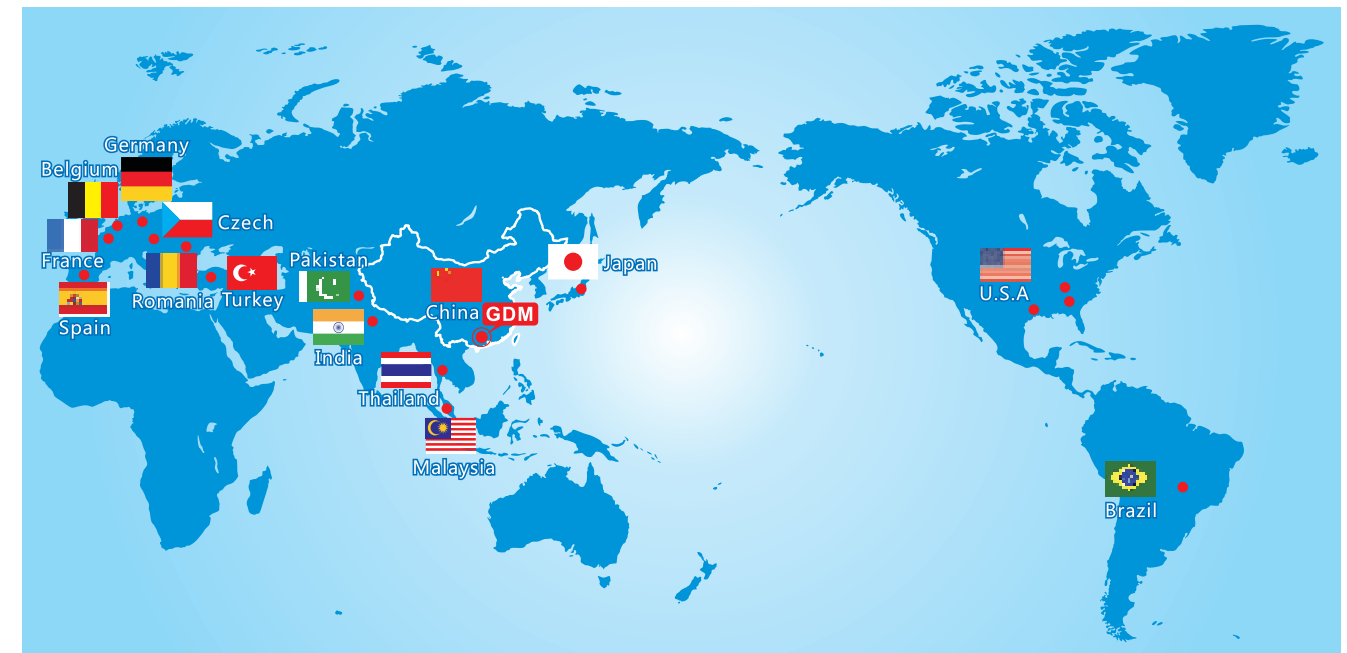 Germany
Belgium
Czech
France
Pakistan
Japan
Romania
Turkey
U.S.A
China
GDM
Spain
India
Thailand
Malaysia
Brazil